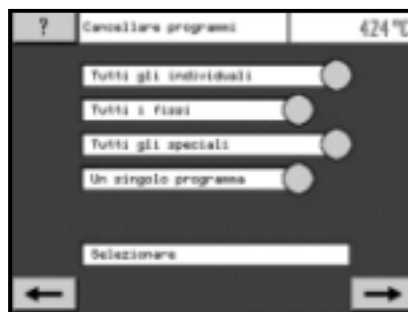 ?
Cancellare programmi
424 °C
Tutti gli individuali
Tutti i fissi
Tutti gli speciali
Un singolo programma
Selezionare